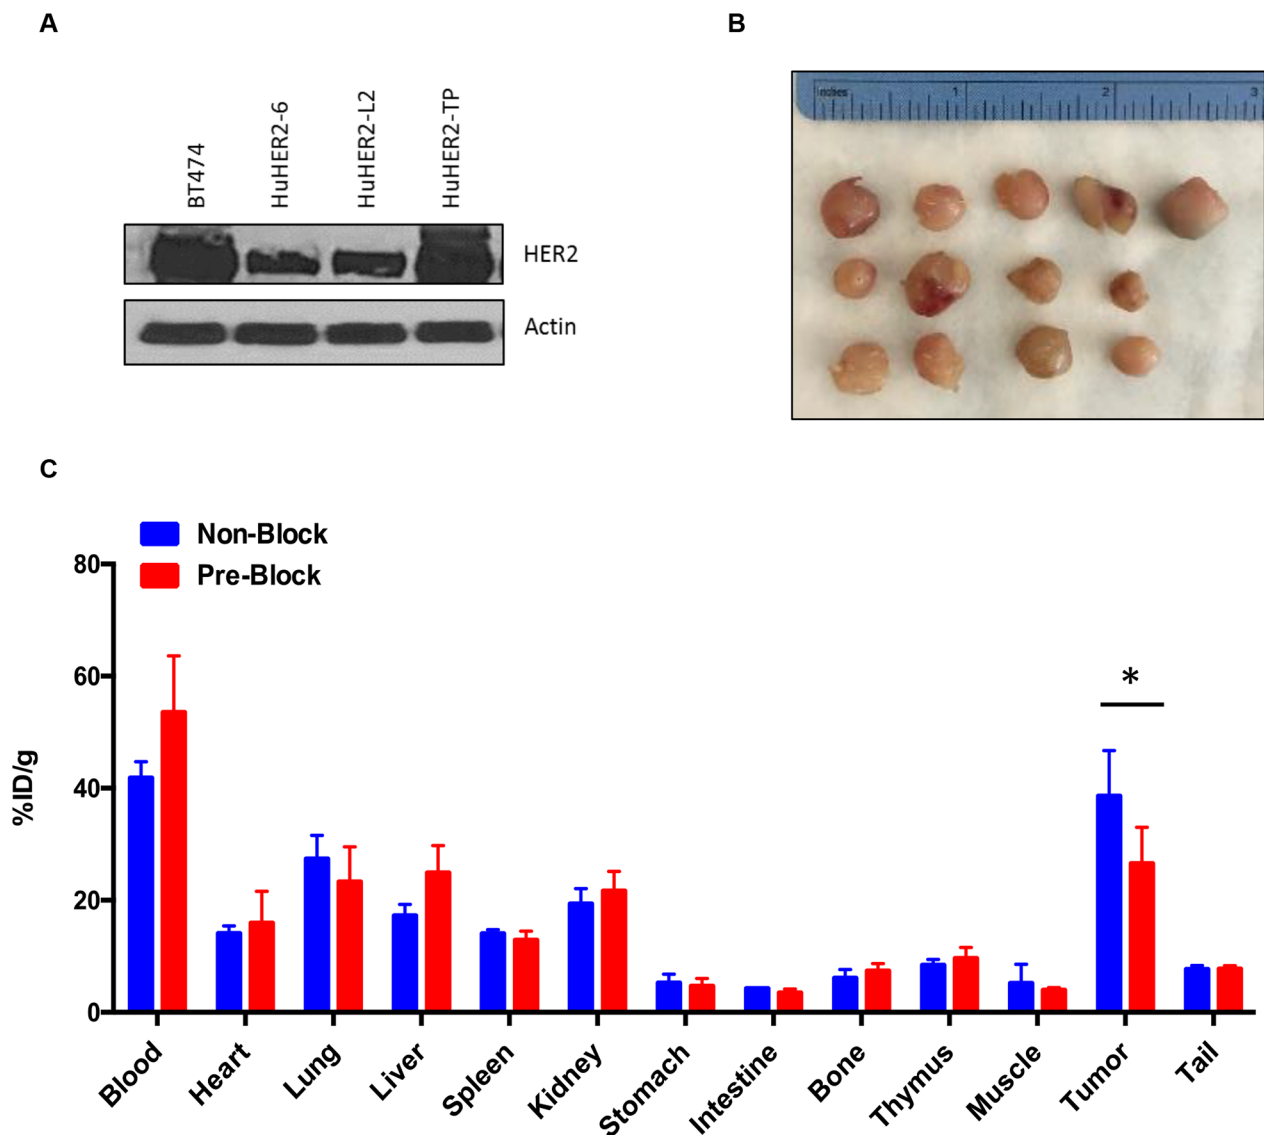 A
B
BT474
HuHER2-6
HuHER2-L2
HuHER2-TP
HER2
Actin
Inches
1
2
3
C
Non-Block
Pre-Block
80
60
40
20
0
%ID/g
*
Blood
Heart
Lung
Liver
Spleen
Kidney
Stomach
Intestine
Bone
Thymus
Muscle
Tumor
Tail